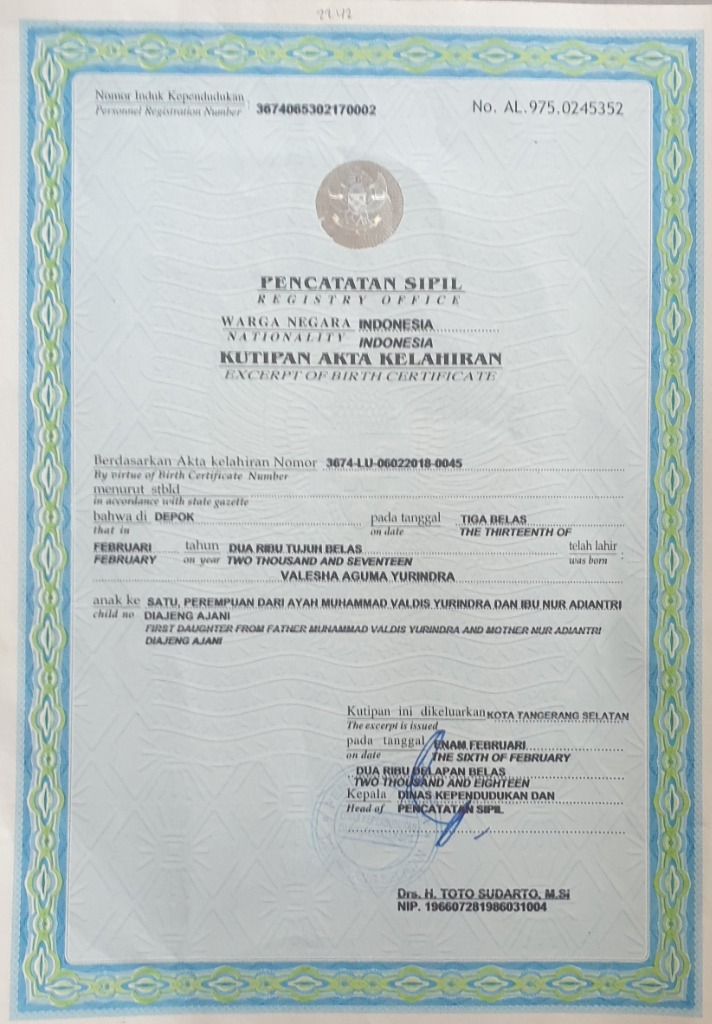 2242
Nomor Induk Kependudukan
Personnel Registration Number : 3674065302170002
No. AL.975.0245352
PENCATATAN SIPIL
REGISTRY OFFICE
WARGA NEGARA INDONESIA
NATIONALITY INDONESIA
KUTIPAN AKTA KELAHIRAN
EXCERPT OF BIRTH CERTIFICATE
Berdasarkan Akta kelahiran Nomor 3674-LU-06022018-0045
By virtue of Birth Certificate Number
menurut stbld
in accordance with state gazette
bahwa di DEPOK pada tanggal TIGA BELAS
that in on date THE THIRTEENTH OF
FEBRUARI tahun DUA RIBU TUJUH BELAS telah lahir :
FEBRUARY on year TWO THOUSAND AND SEVENTEEN was born
VALESHA AGUMA YURINDRA
anak ke SATU, PEREMPUAN DARI AYAH MUHAMMAD VALDIS YURINDRA DAN IBU NUR ADIANTRI
child no DIAJENG AJANI
FIRST DAUGHTER FROM FATHER MUHAMMAD VALDIS YURINDRA AND MOTHER NUR ADIANTRI
DIAJENG AJANI
Kutipan ini dikeluarkan KOTA TANGERANG SELATAN
The excerpt is issued
pada tanggal ENAM FEBRUARI
on date THE SIXTH OF FEBRUARY
DUA RIBU DELAPAN BELAS
TWO THOUSAND AND EIGHTEEN
Kepala DINAS KEPENDUDUKAN DAN
Head of PENCATATAN SIPIL
Drs. H. TOTO SUDARTO, M.Si
NIP. 196607281986031004